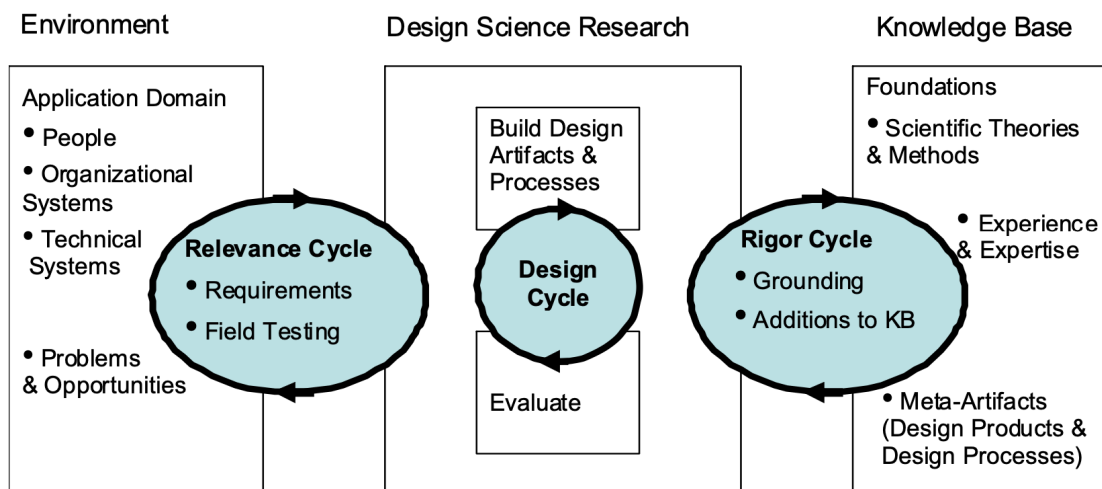 Environment
Design Science Research
Knowledge Base
Application Domain
• People
• Organizational
Systems
• Technical
Systems
• Problems
& Opportunities
Relevance Cycle
• Requirements
• Field Testing
Build Design
Artifacts &
Processes
Design
Cycle
Evaluate
Rigor Cycle
• Grounding
• Additions to KB
Foundations
• Scientific Theories
& Methods
• Experience
& Expertise
• Meta-Artifacts
(Design Products &
Design Processes)